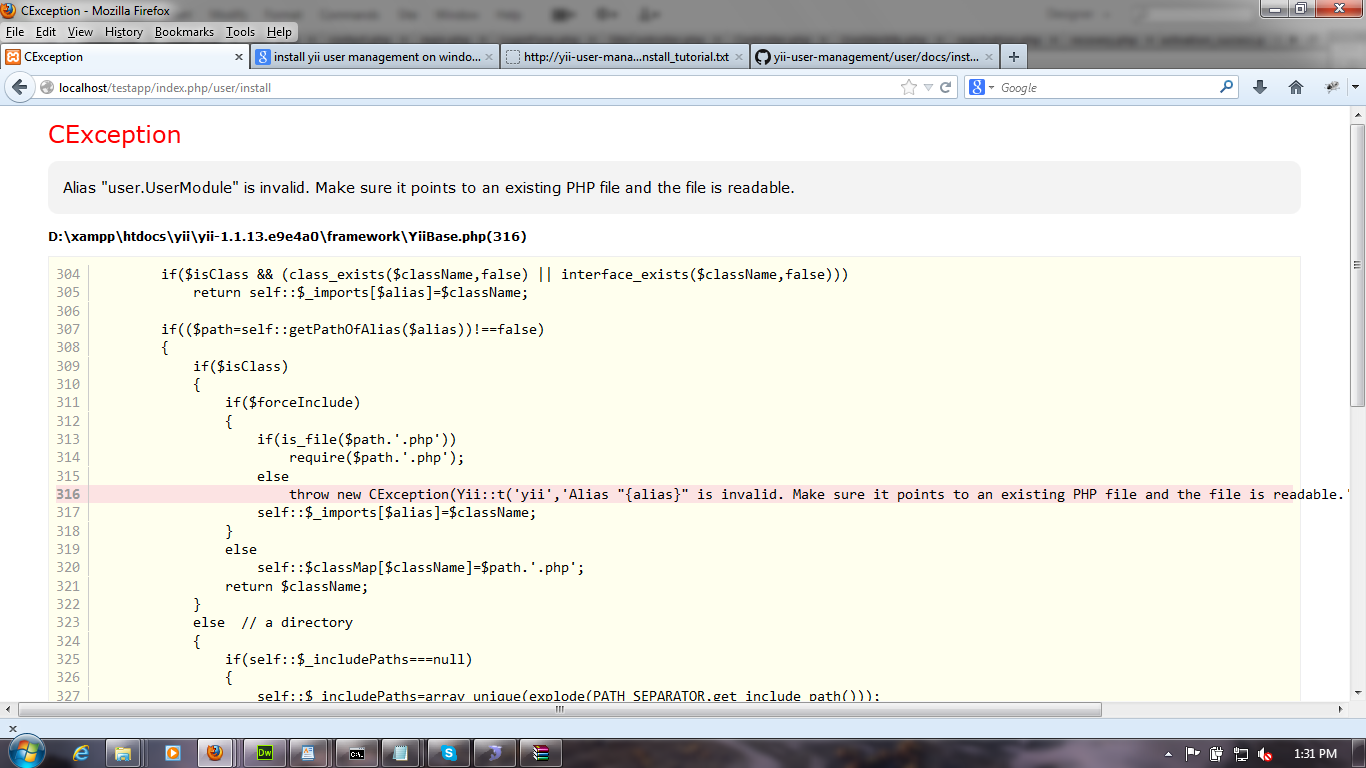 CException - Mozilla Firefox
File Edit View History Bookmarks Tools Help
CException
install yii user management on windo...
http://yii-user-mana...nstall_tutorial.txt
yii-user-management/user/docs/inst...
localhost/testapp/index.php/user/install
Google
CException
Alias "user.UserModule" is invalid. Make sure it points to an existing PHP file and the file is readable.
D:\xampp\htdocs\yii\yii-1.1.13.e9e4a0\framework\YiiBase.php(316)
304 if($isClass && (class_exists($className,false) || interface_exists($className,false)))
305 return self::$_imports[$alias]=$className;
306
307 if(($path=self::getPathOfAlias($alias))!==false)
308 {
309 if($isClass)
310 {
311 if($forceInclude)
312 {
313 if(is_file($path.'.php'))
314 require($path.'.php');
315 else
316 throw new CException(Yii::t('yii','Alias "{alias}" is invalid. Make sure it points to an existing PHP file and the file is readable.'
317 self::$_imports[$alias]=$className;
318 }
319 else
320 self::$classMap[$className]=$path.'.php';
321 return $className;
322 }
323 else // a directory
324 {
325 if(self::$_includePaths===null)
326 {
327 self::$_includePaths=array_unique(explode(PATH_SEPARATOR,get_include_path()));
Dw
C:\
1:31 PM